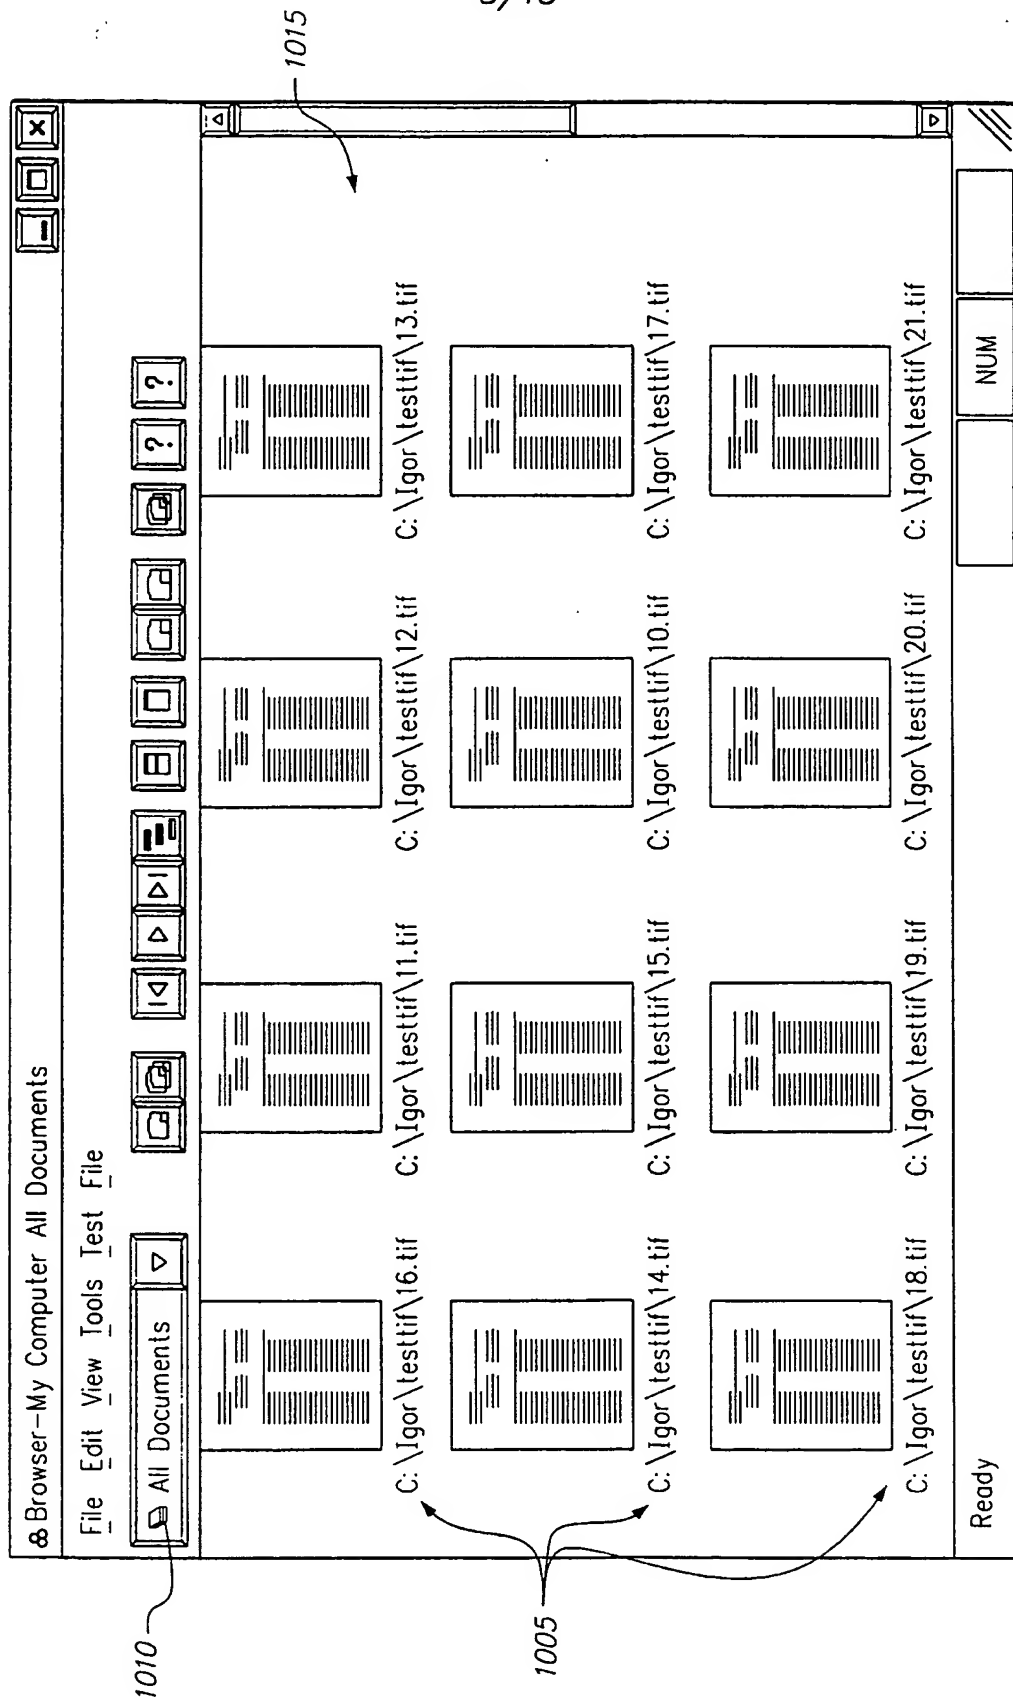 1015
& Browser-My Computer All Documents
File Edit View Tools Test File
All Documents
? ?
1010
C: \Igor\testtif\16.tif C: \Igor\testtif\11.tif C: \Igor\testtif\12.tif C: \Igor\testtif\13.tif
C: \Igor\testtif\14.tif C: \Igor\testtif\15.tif C: \Igor\testtif\10.tif C: \Igor\testtif\17.tif
C: \Igor\testtif\18.tif C: \Igor\testtif\19.tif C: \Igor\testtif\20.tif C: \Igor\testtif\21.tif
1005
Ready NUM